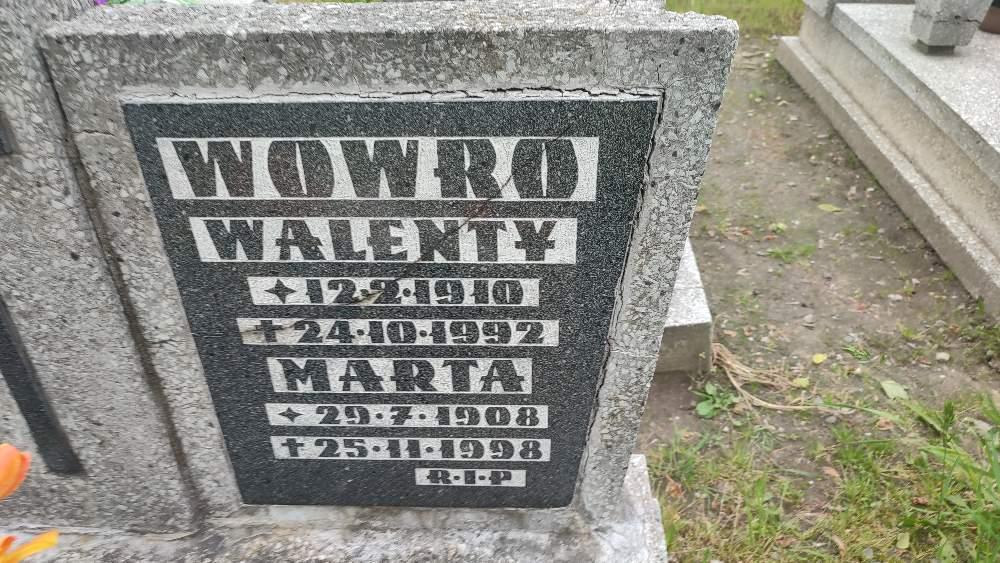 WOWRO
WALENTY
✦12·2·1910
✝24·10·1992
MARTA
✦29·7·1908
✝25·11·1998
R·I·P